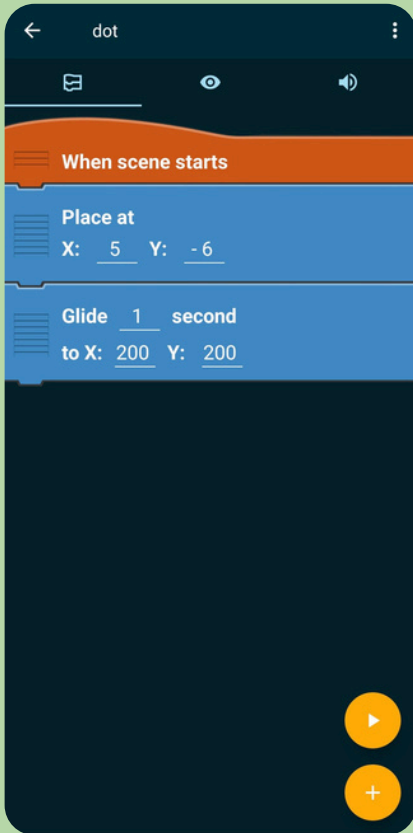 dot
When scene starts
Place at
X: 5 Y: - 6
Glide 1 second
to X: 200 Y: 200